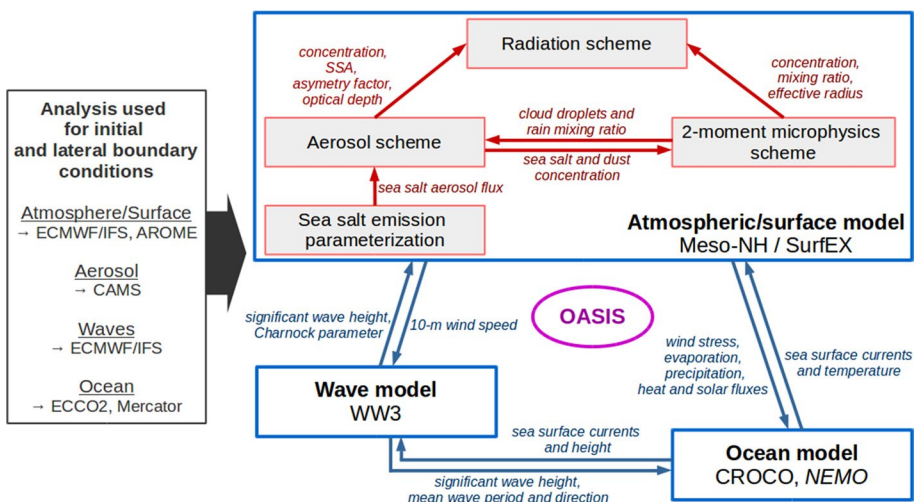 Analysis used
for initial
and lateral boundary
conditions
Atmosphere/Surface
→ ECMWF/IFS, AROME
Aerosol
→ CAMS
Waves
→ ECMWF/IFS
Ocean
→ ECCO2, Mercator
Radiation scheme
concentration,
SSA,
asymetry factor,
optical depth
concentration,
mixing ratio,
effective radius
cloud droplets and
rain mixing ratio
Aerosol scheme
2-moment microphysics
scheme
sea salt and dust
concentration
sea salt aerosol flux
Sea salt emission
parameterization
Atmospheric/surface model
Meso-NH / SurfEX
significant wave height,
Charnock parameter
10-m wind speed
OASIS
wind stress,
evaporation,
precipitation,
heat and solar fluxes
sea surface currents
and temperature
Wave model
WW3
sea surface currents
and height
significant wave height,
mean wave period and direction
Ocean model
CROCO, NEMO